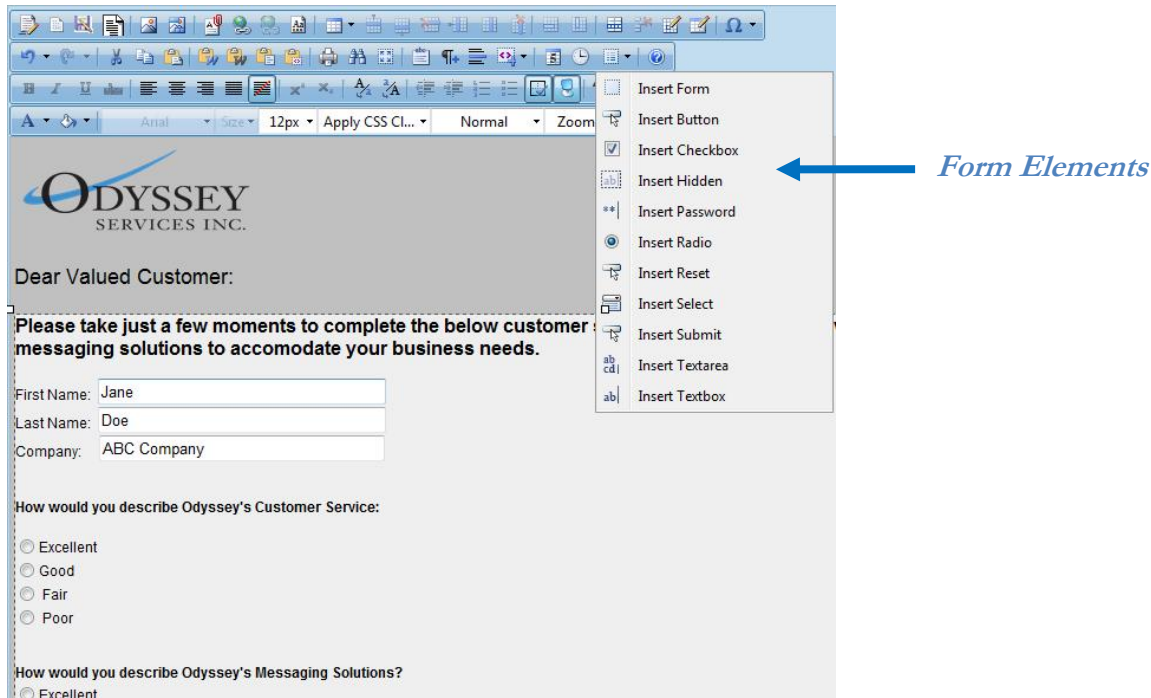 Arial Size 12px Apply CSS Cl... Normal Zoom
Insert Form
Insert Button
Insert Checkbox
Insert Hidden
Insert Password
Insert Radio
Insert Reset
Insert Select
Insert Submit
Insert Textarea
Insert Textbox
Form Elements
ODYSSEY
SERVICES INC.
Dear Valued Customer:
Please take just a few moments to complete the below customer
messaging solutions to accomodate your business needs.
First Name: Jane
Last Name: Doe
Company: ABC Company
How would you describe Odyssey's Customer Service:
Excellent
Good
Fair
Poor
How would you describe Odyssey's Messaging Solutions?
Excellent